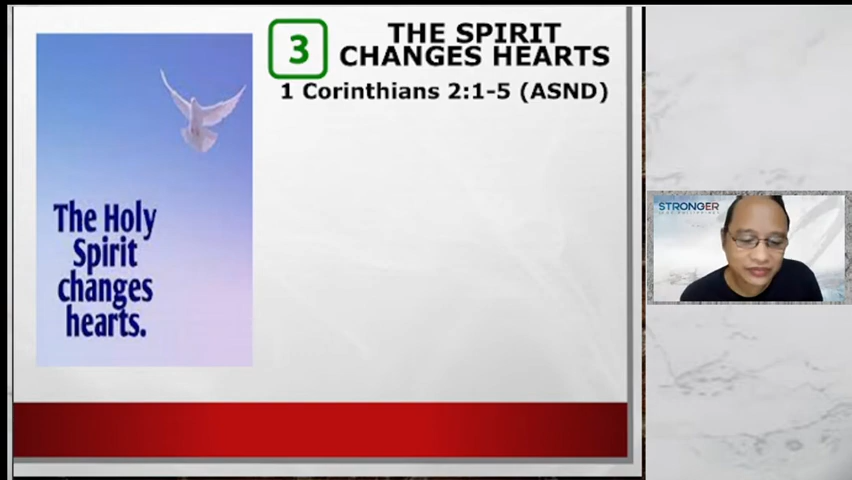 3
THE SPIRIT
CHANGES HEARTS
1 Corinthians 2:1-5 (ASND)
The Holy
Spirit
changes
hearts.
STRONGER